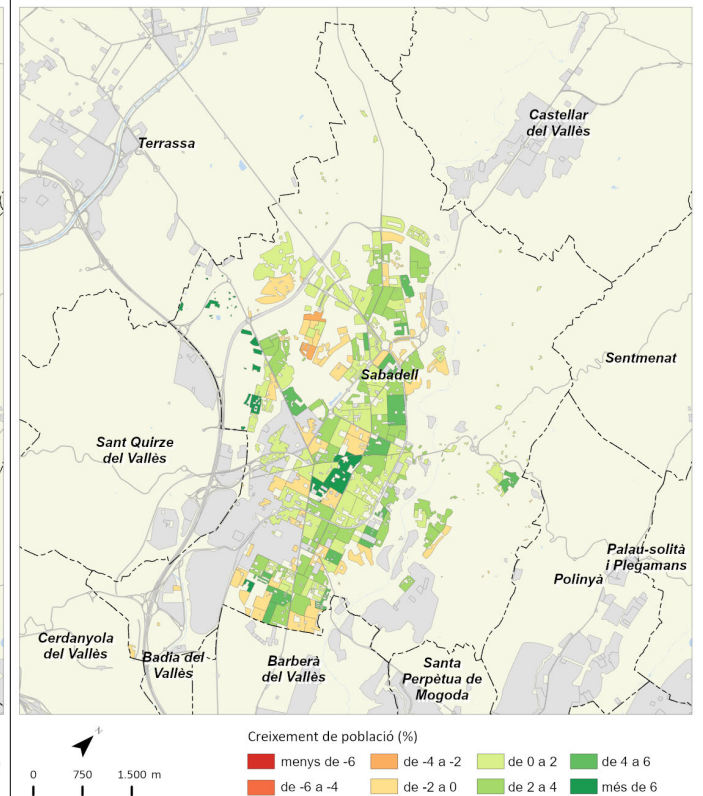 Castellar
del Vallès
Terrassa
Sentmenat
Sabadell
Sant Quirze
del Vallès
Palau-solità
i Plegamans
Polinyà
Cerdanyola
del Vallès
Badia del
Vallès
Barberà
del Vallès
Santa
Perpètua de
Mogoda
N
0 750 1.500 m
Creixement de població (%)
menys de -6 de -4 a -2 de 0 a 2 de 4 a 6
de -6 a -4 de -2 a 0 de 2 a 4 més de 6